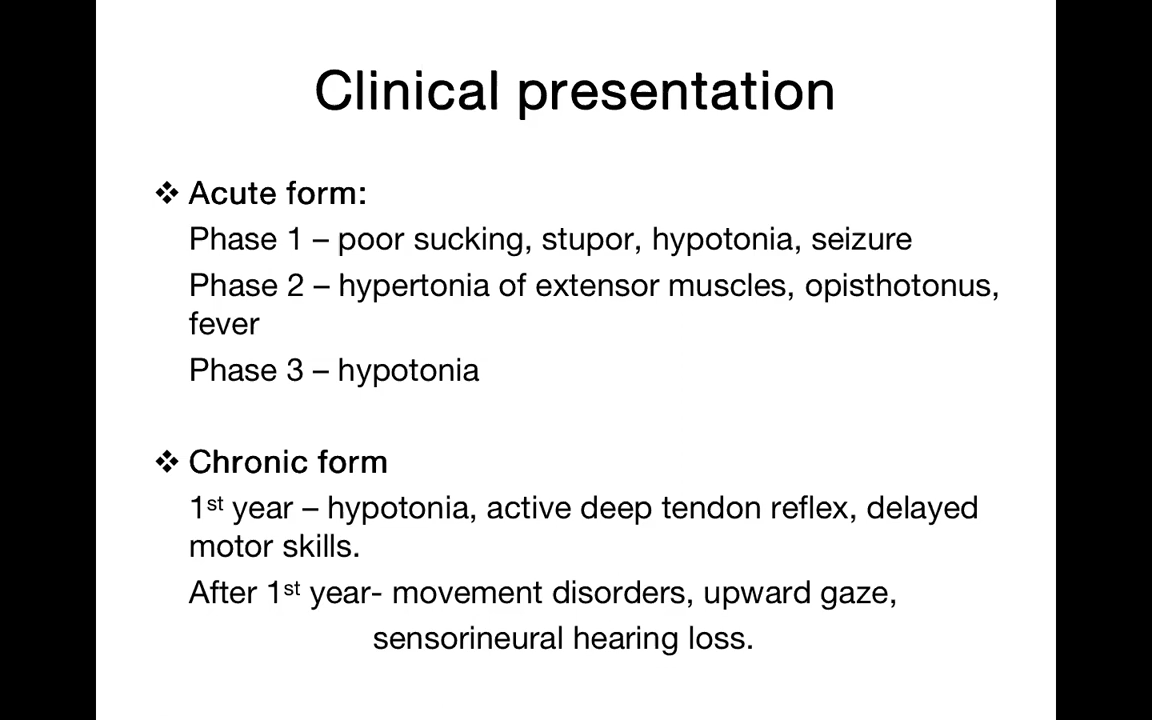 Clinical presentation
❖ Acute form:
Phase 1 – poor sucking, stupor, hypotonia, seizure
Phase 2 – hypertonia of extensor muscles, opisthotonus,
fever
Phase 3 – hypotonia
❖ Chronic form
1st year – hypotonia, active deep tendon reflex, delayed
motor skills.
After 1st year- movement disorders, upward gaze,
sensorineural hearing loss.